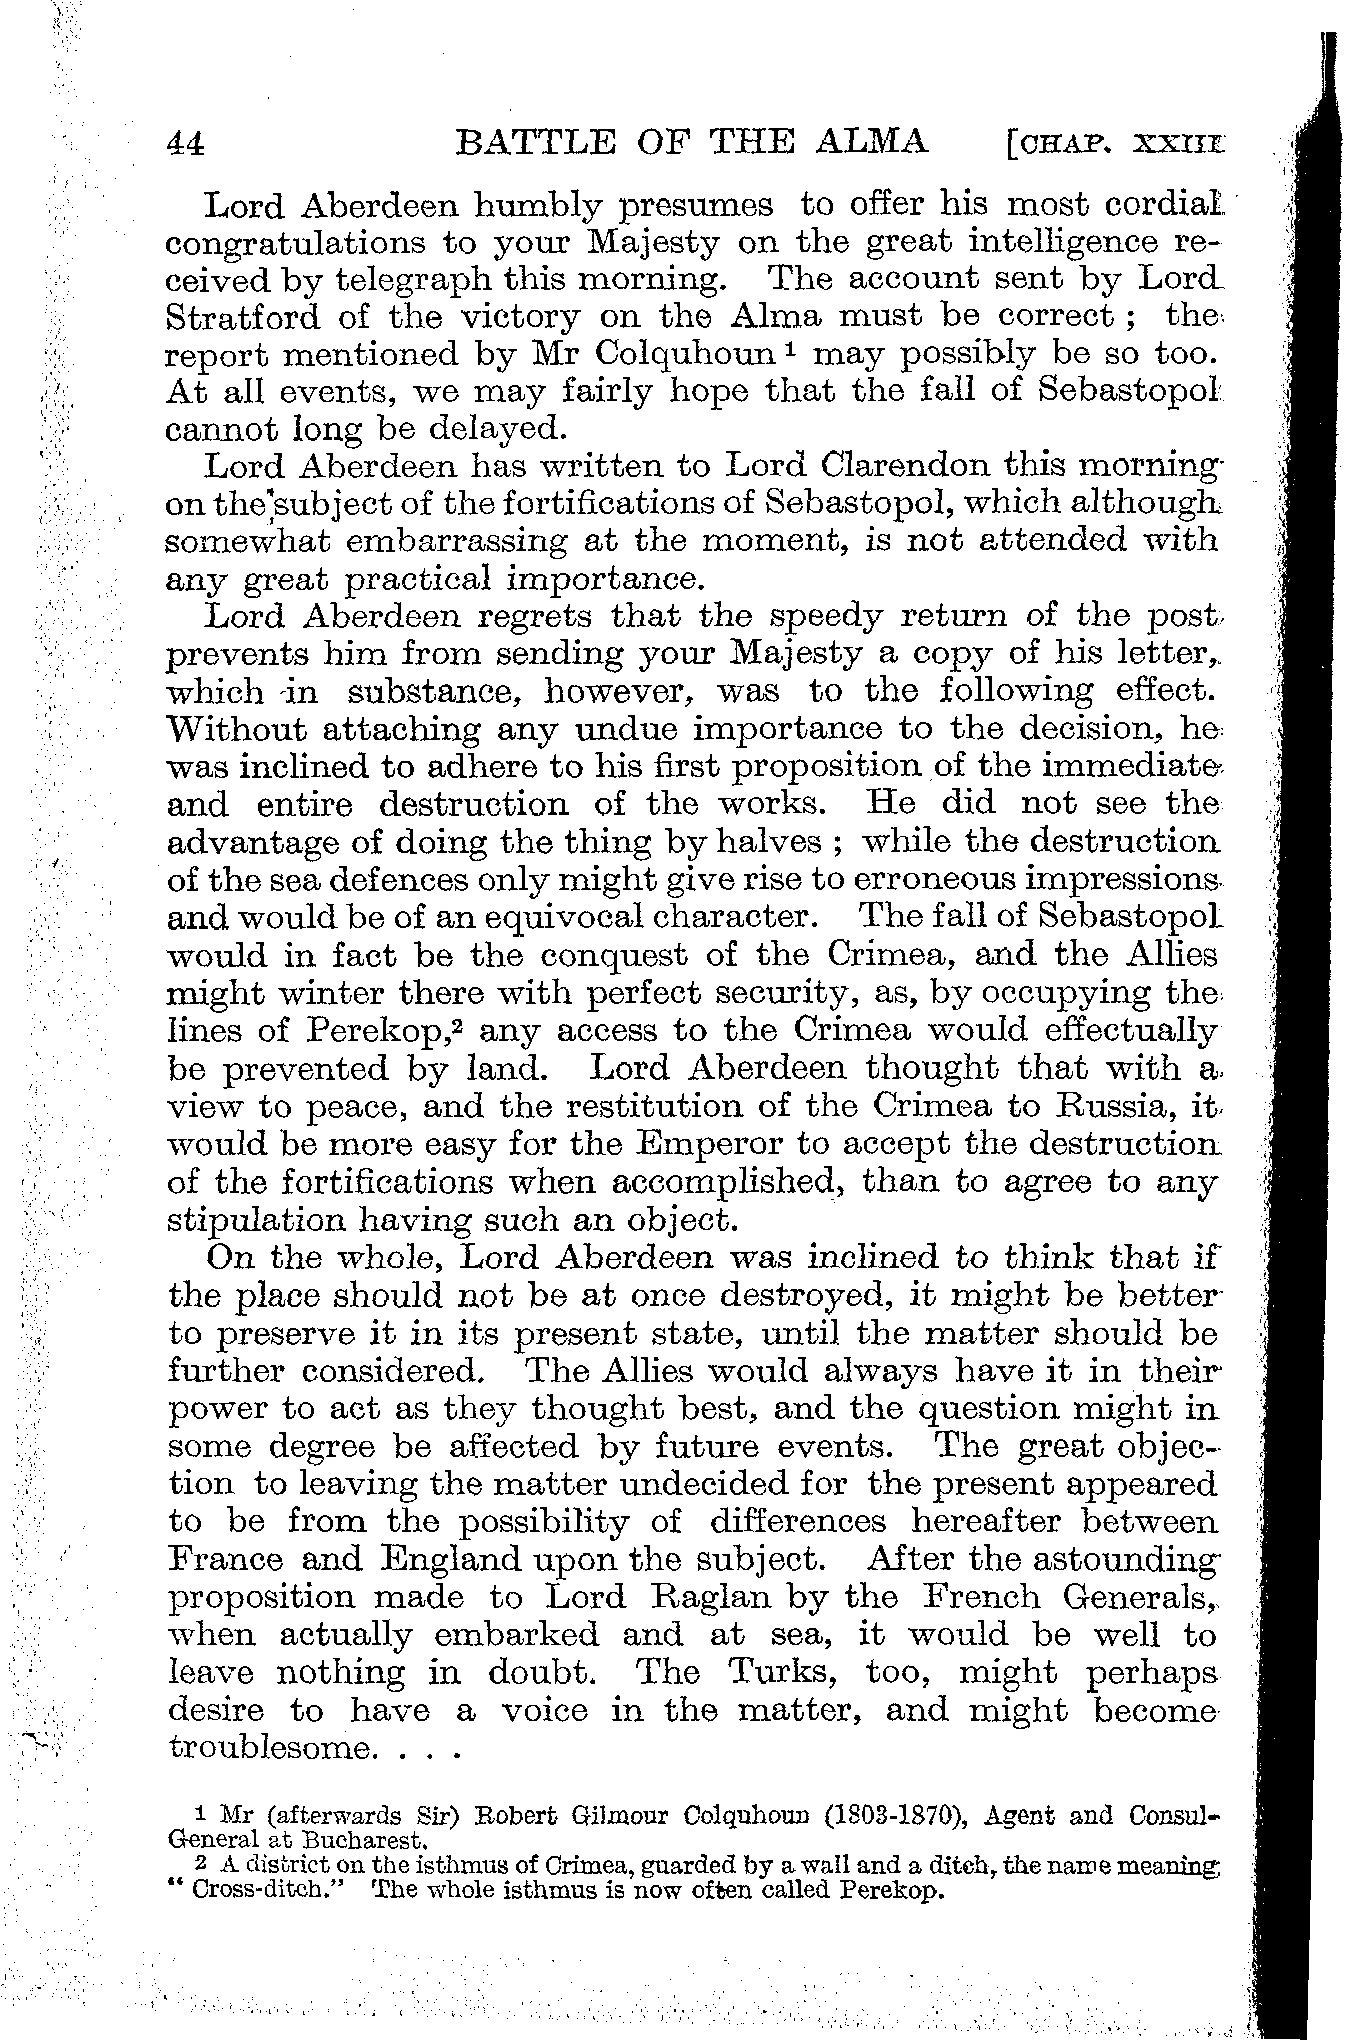 44 BATTLE OF THE ALMA [CHAP. XXIII
Lord Aberdeen humbly presumes to offer his most cordial
congratulations to your Majesty on the great intelligence re-
ceived by telegraph this morning. The account sent by Lord
Stratford of the victory on the Alma must be correct ; the
report mentioned by Mr Colquhoun 1 may possibly be so too.
At all events, we may fairly hope that the fall of Sebastopol
cannot long be delayed.
Lord Aberdeen has written to Lord Clarendon this morning
on the subject of the fortifications of Sebastopol, which although
somewhat embarrassing at the moment, is not attended with
any great practical importance.
Lord Aberdeen regrets that the speedy return of the post
prevents him from sending your Majesty a copy of his letter,
which in substance, however, was to the following effect.
Without attaching any undue importance to the decision, he
was inclined to adhere to his first proposition of the immediate
and entire destruction of the works. He did not see the
advantage of doing the thing by halves ; while the destruction
of the sea defences only might give rise to erroneous impressions
and would be of an equivocal character. The fall of Sebastopol
would in fact be the conquest of the Crimea, and the Allies
might winter there with perfect security, as, by occupying the
lines of Perekop,2 any access to the Crimea would effectually
be prevented by land. Lord Aberdeen thought that with a
view to peace, and the restitution of the Crimea to Russia, it
would be more easy for the Emperor to accept the destruction
of the fortifications when accomplished, than to agree to any
stipulation having such an object.
On the whole, Lord Aberdeen was inclined to think that if
the place should not be at once destroyed, it might be better
to preserve it in its present state, until the matter should be
further considered. The Allies would always have it in their
power to act as they thought best, and the question might in
some degree be affected by future events. The great objec-
tion to leaving the matter undecided for the present appeared
to be from the possibility of differences hereafter between
France and England upon the subject. After the astounding
proposition made to Lord Raglan by the French Generals,
when actually embarked and at sea, it would be well to
leave nothing in doubt. The Turks, too, might perhaps
desire to have a voice in the matter, and might become
troublesome. . . .
1 Mr (afterwards Sir) Robert Gilmour Colquhoun (1803-1870), Agent and Consul-
General at Bucharest.
2 A district on the isthmus of Crimea, guarded by a wall and a ditch, the name meaning
“ Cross-ditch.” The whole isthmus is now often called Perekop.